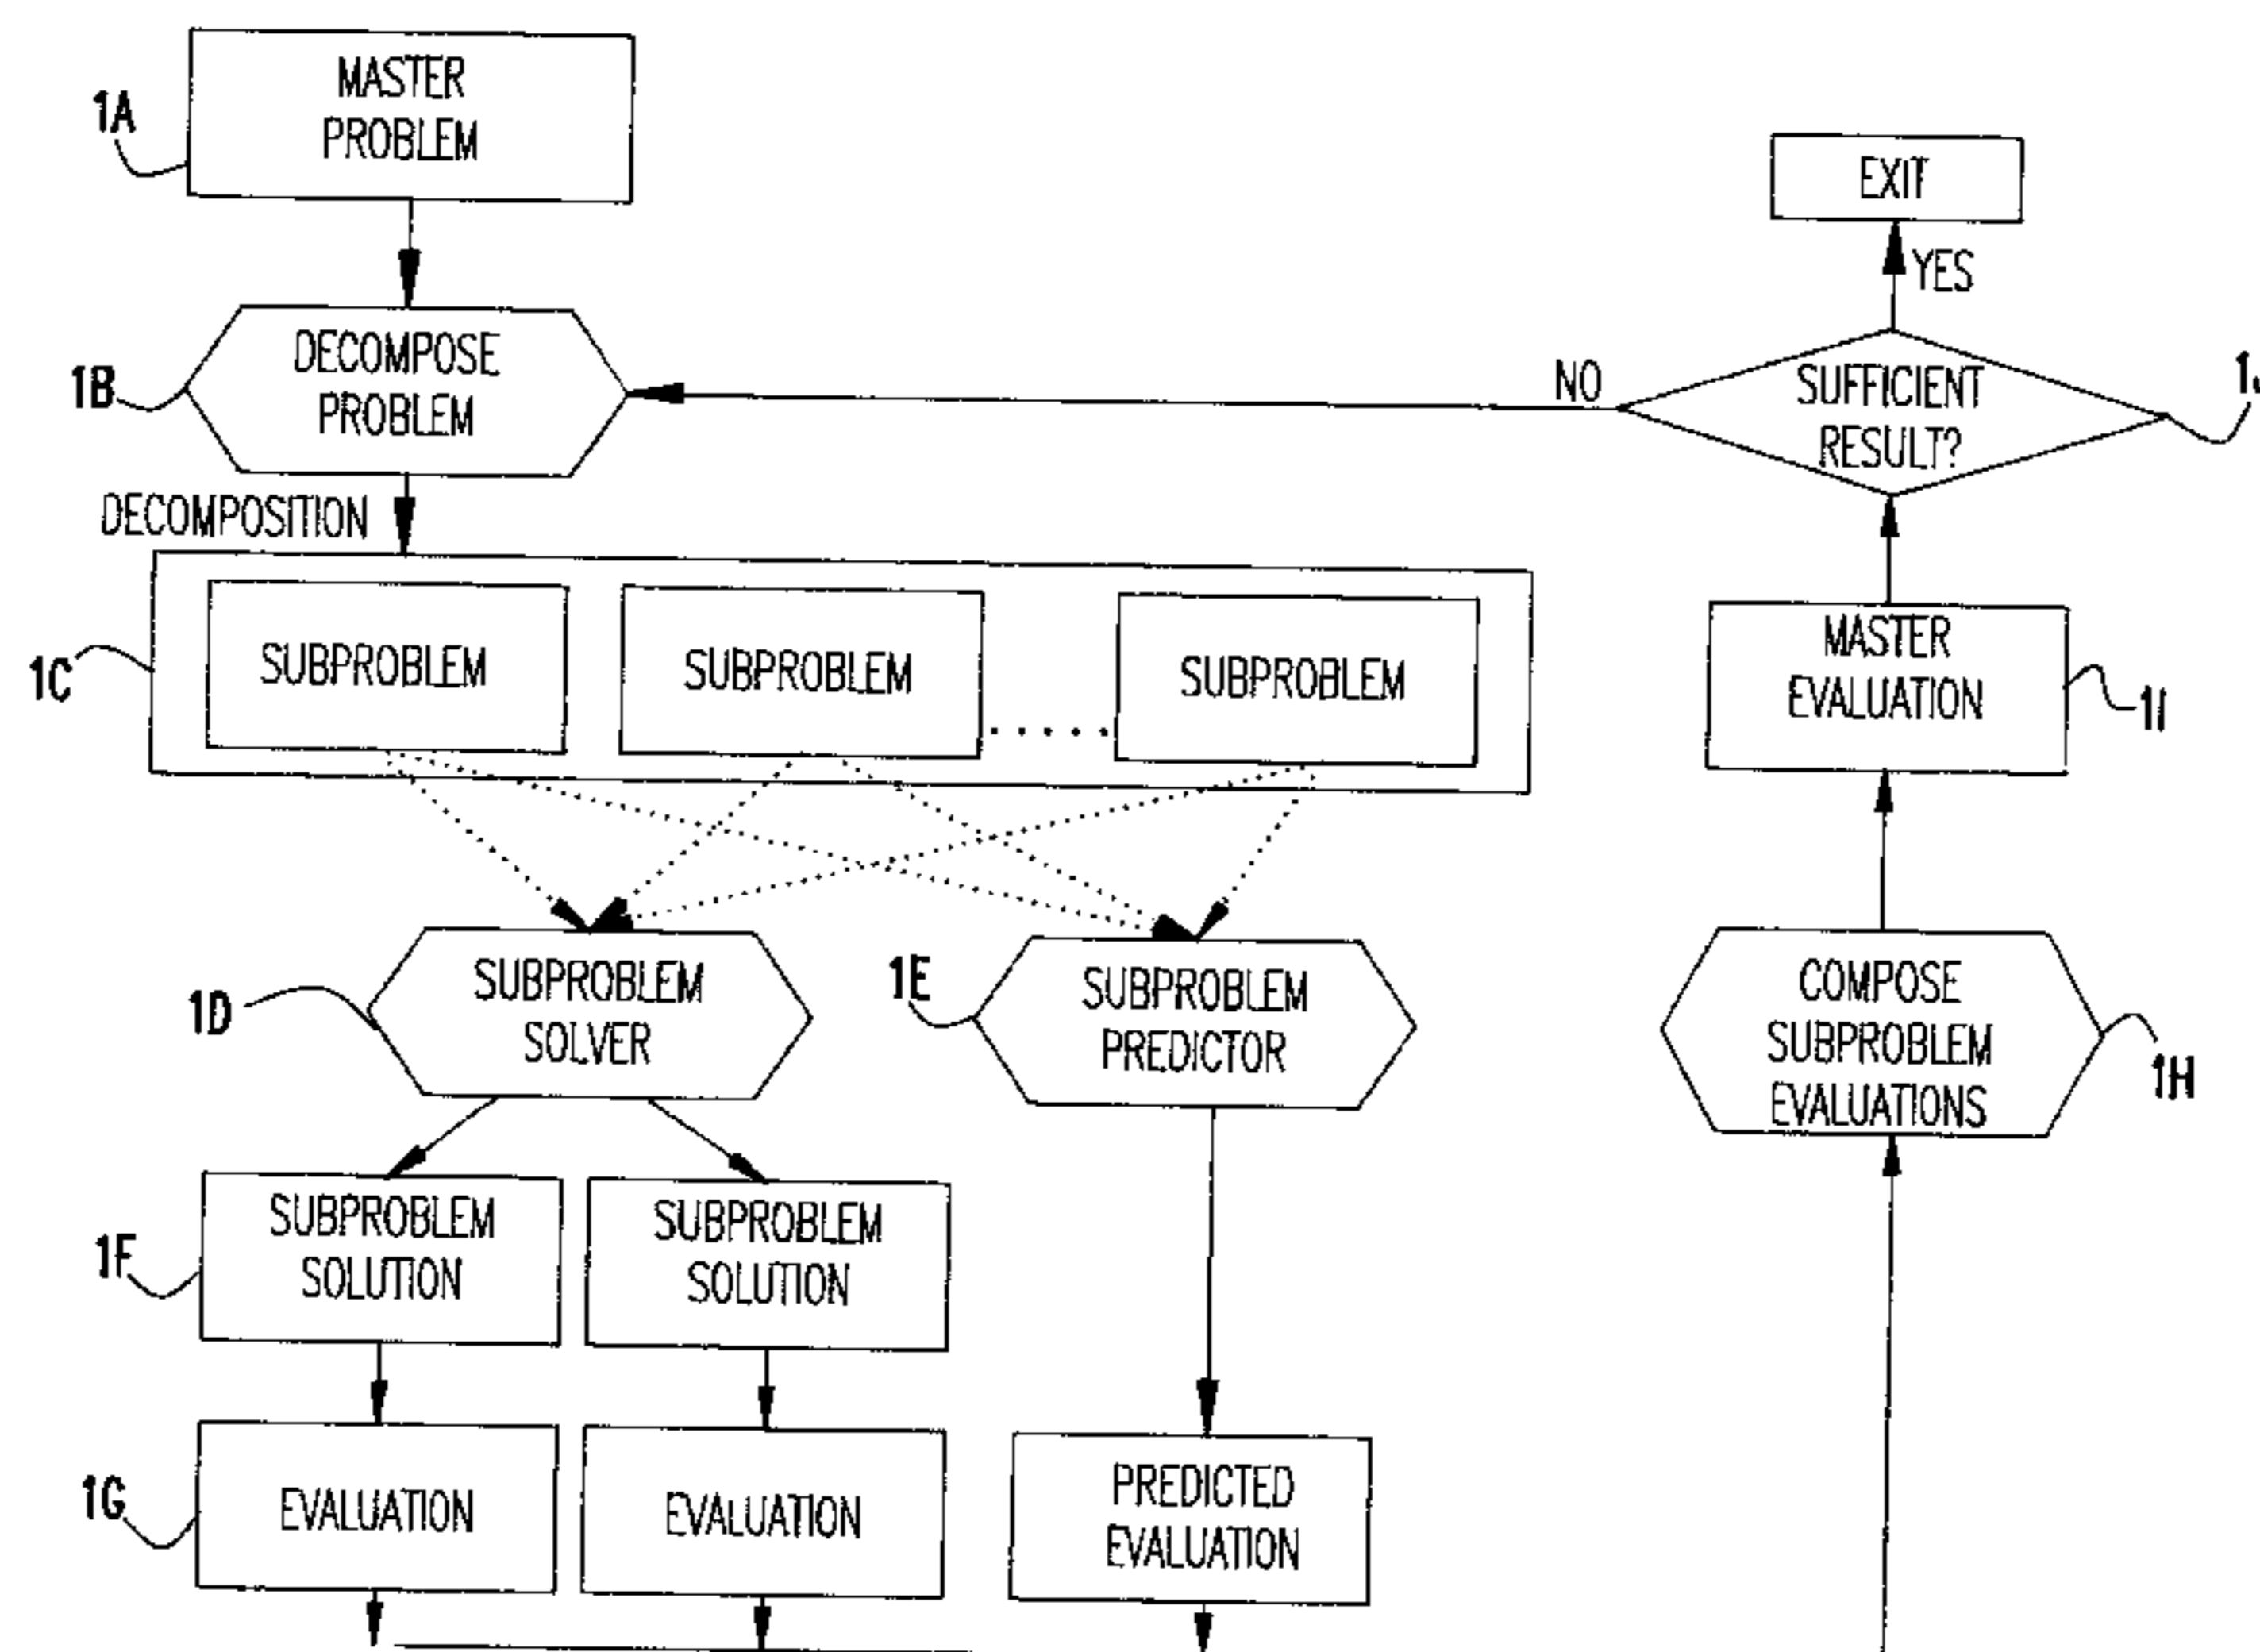 MASTER
PROBLEM
1A
EXIT
YES
DECOMPOSE
PROBLEM
1B
NO
SUFFICIENT
RESULT?
DECOMPOSITION
SUBPROBLEM
SUBPROBLEM
SUBPROBLEM
1C
MASTER
EVALUATION
1I
SUBPROBLEM
SOLVER
1D
1E
SUBPROBLEM
PREDICTOR
COMPOSE
SUBPROBLEM
EVALUATIONS
1H
SUBPROBLEM
SOLUTION
1F
SUBPROBLEM
SOLUTION
1G
EVALUATION
EVALUATION
PREDICTED
EVALUATION